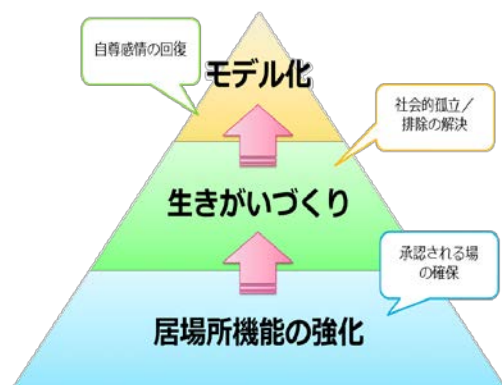 自尊感情の回復
モデル化
社会的孤立／
排除の解決
生きがいづくり
承認される場
の確保
居場所機能の強化